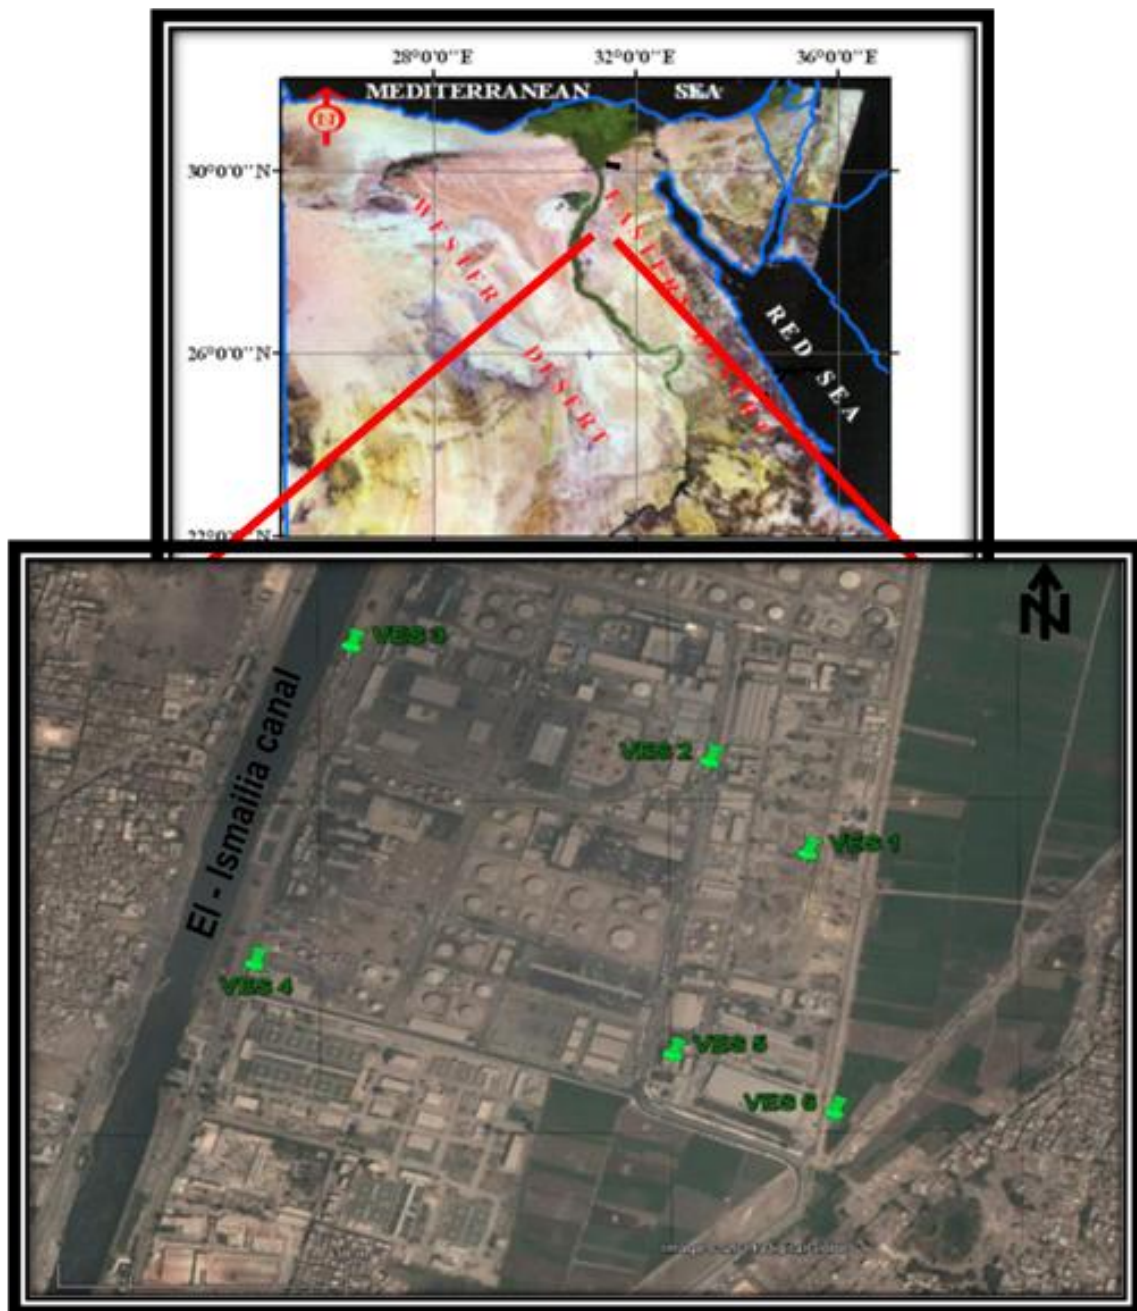 28°0'0"E 32°0'0"E 36°0'0"E
MEDITERRANEAN SEA
N
30°0'0"N
WESTER DESERT
RED SEA
26°0'0"N
N
VES 3
VES 2
VES 1
El - Ismailia canal
VES 4
VES 5
VES 6